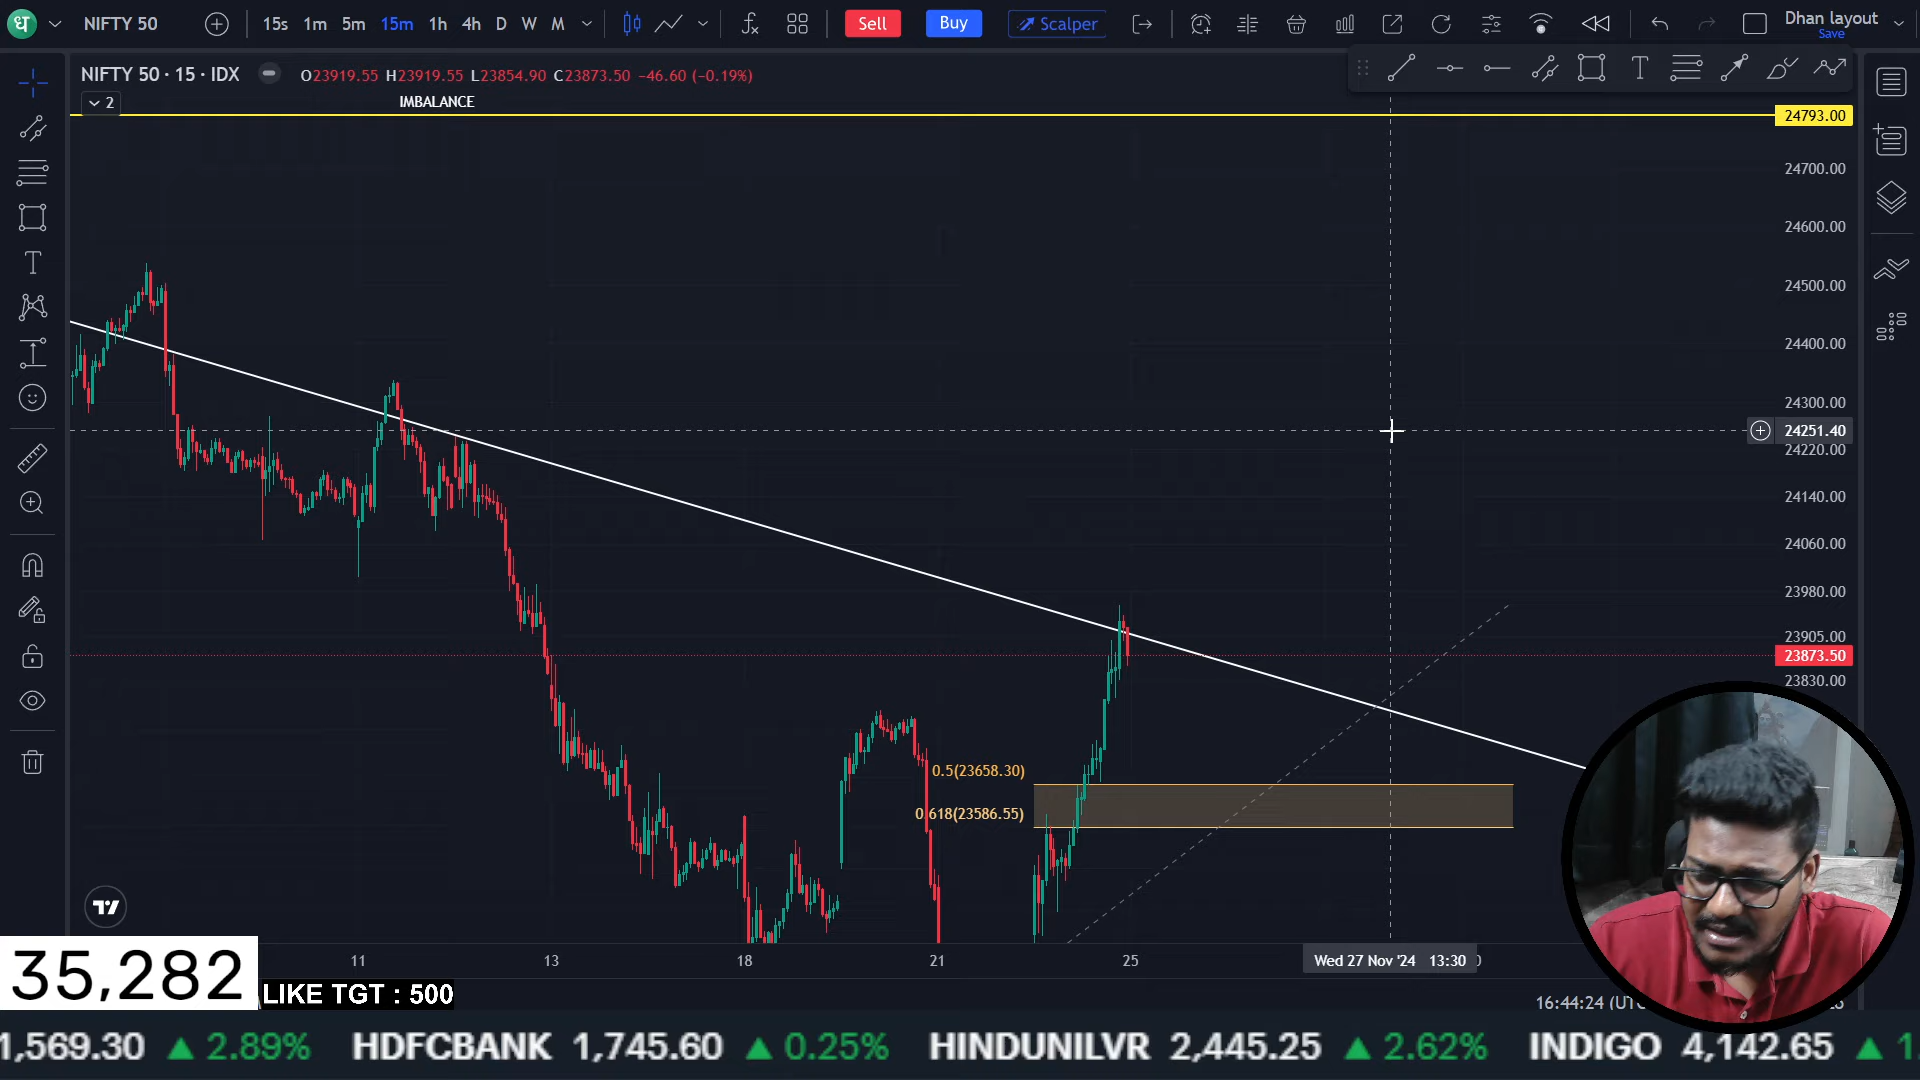 धा NIFTY 50 15s 1m 5m 15m 1h 4h D W M Sell Buy Scalper Dhan layout
Save
NIFTY 50 · 15 · IDX O23919.55 H23919.55 L23854.90 C23873.50 -46.60 (-0.19%)
2 IMBALANCE
24793.00
24700.00
24600.00
24500.00
24400.00
24300.00
24251.40
24220.00
24140.00
24060.00
23980.00
23905.00
23873.50
23830.00
0.5(23658.30)
0.618(23586.55)
11 13 18 21 25 Wed 27 Nov '24 13:30
35,282
LIKE TGT : 500
16:44:24 (UT
1,569.30 ▲ 2.89% HDFCBANK 1,745.60 ▲ 0.25% HINDUNILVR 2,445.25 ▲ 2.62% INDIGO 4,142.65 ▲ 1.